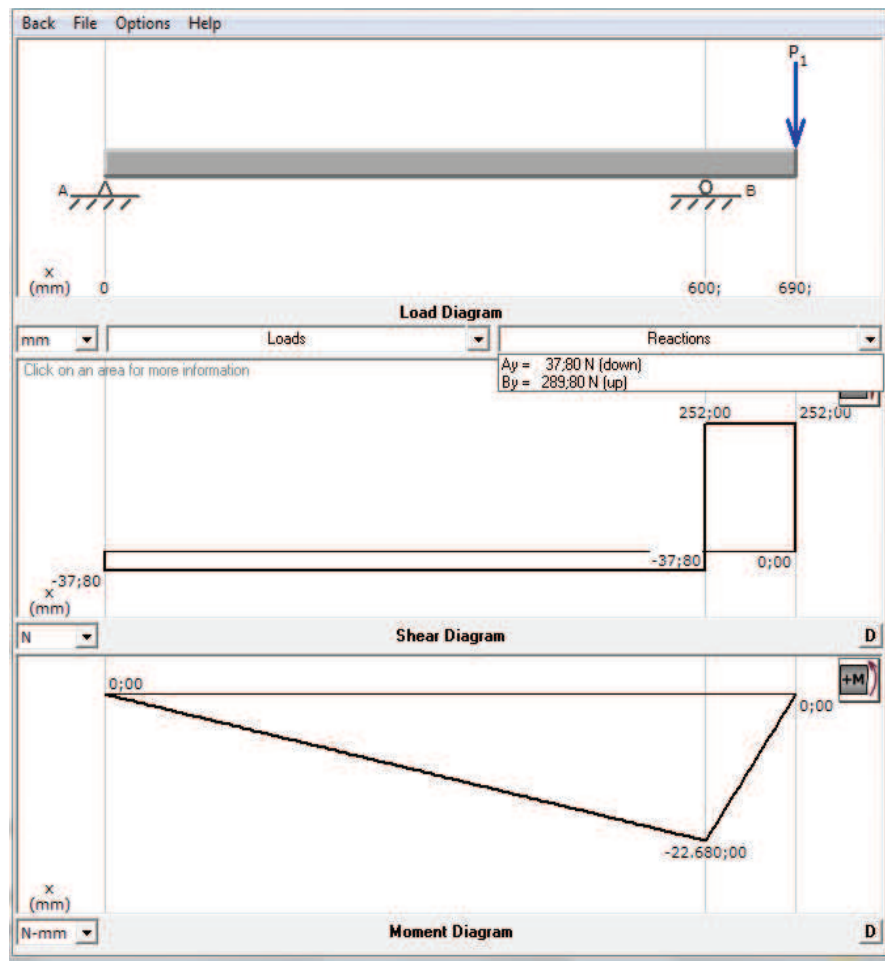 Back File Options Help
P1
A
B
x
(mm) 0 600; 690;
Load Diagram
mm Loads Reactions
Click on an area for more information
Ay = 37;80 N (down)
By = 289;80 N (up)
252;00 252;00
-37;80 0;00
-37;80
x
(mm)
N Shear Diagram D
0;00 +M
0;00
-22.680;00
x
(mm)
N-mm Moment Diagram D